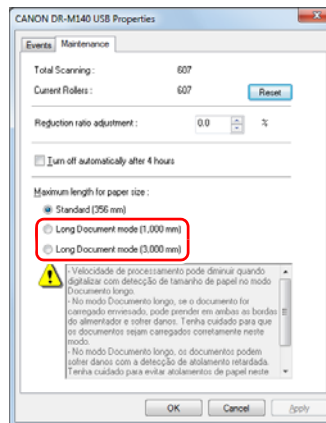 CANON DR-M140 USB Properties
Events Maintenance
Total Scanning : 607
Current Rollers : 607 Reset
Reduction ratio adjustment : 0.0 %
Turn off automatically after 4 hours
Maximum length for paper size :
Standard (356 mm)
Long Document mode (1,000 mm)
Long Document mode (3,000 mm)
- Velocidade de processamento pode diminuir quando
digitalizar com detecção de tamanho de papel no modo
Documento longo.
- No modo Documento longo, se o documento for
carregado enviesado, pode prender em ambas as bordas
do alimentador e sofrer danos. Tenha cuidado para que
os documentos sejam carregados corretamente neste
modo.
- No modo Documento longo, os documentos podem
sofrer danos com a detecção de atolamento retardada.
Tenha cuidado para evitar atolamentos de papel neste
OK Cancel Apply